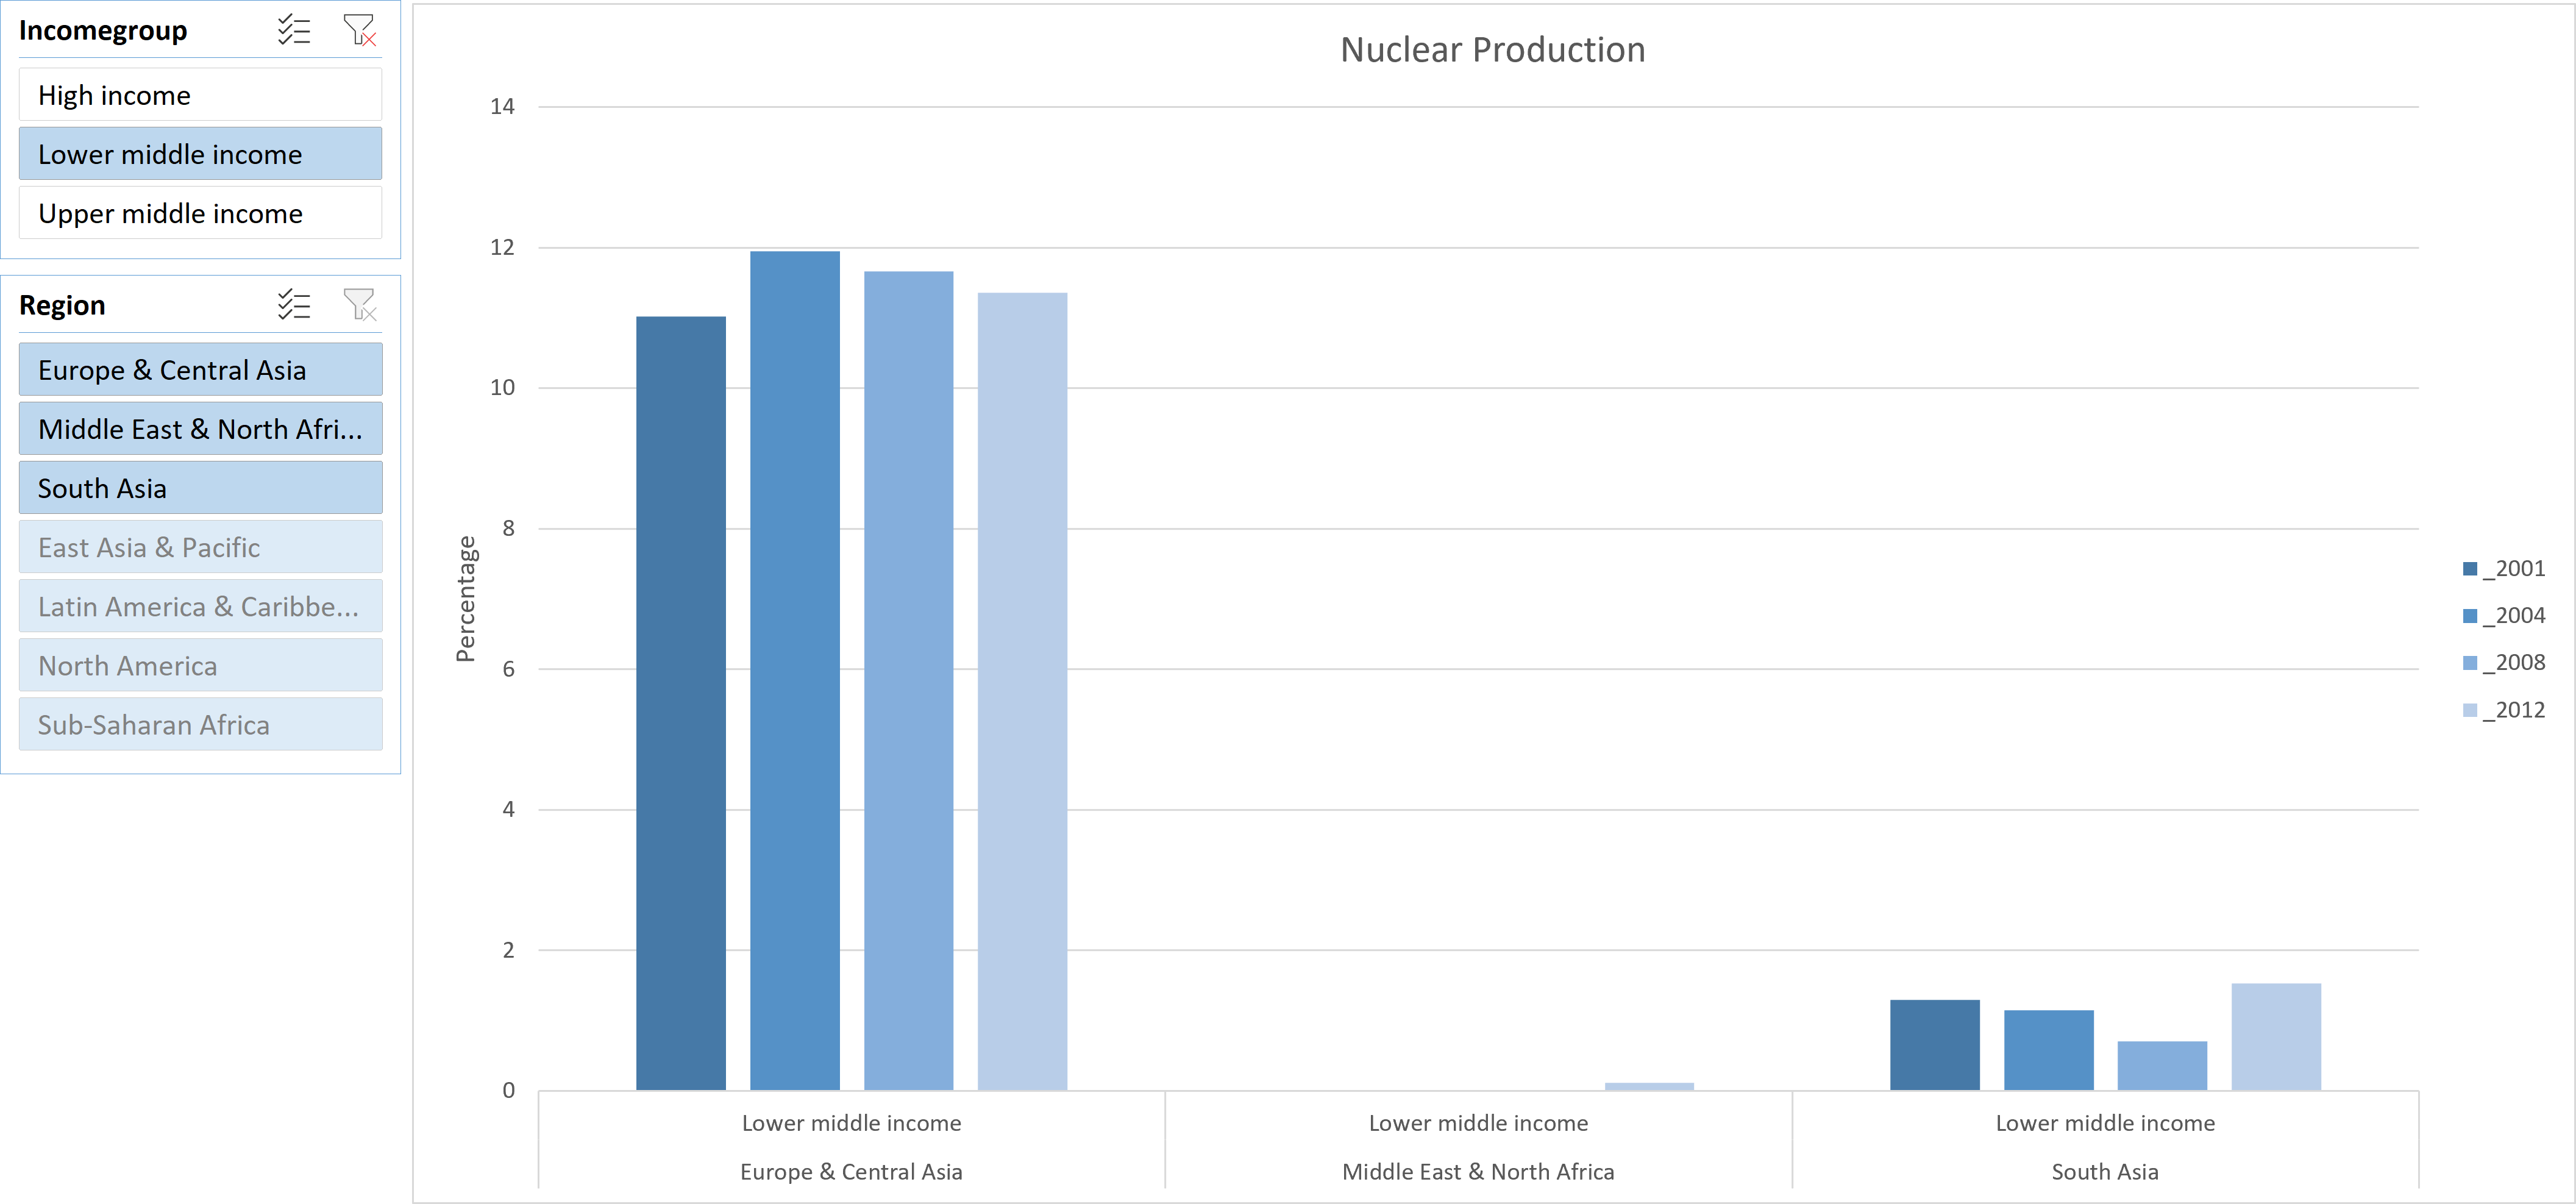 Incomegroup
High income
Lower middle income
Upper middle income
Region
Europe & Central Asia
Middle East & North Afri...
South Asia
East Asia & Pacific
Latin America & Caribbe...
North America
Sub-Saharan Africa
Nuclear Production
Percentage
14
12
10
8
6
4
2
0
Lower middle income
Lower middle income
Lower middle income
Europe & Central Asia
Middle East & North Africa
South Asia
_2001
_2004
_2008
_2012